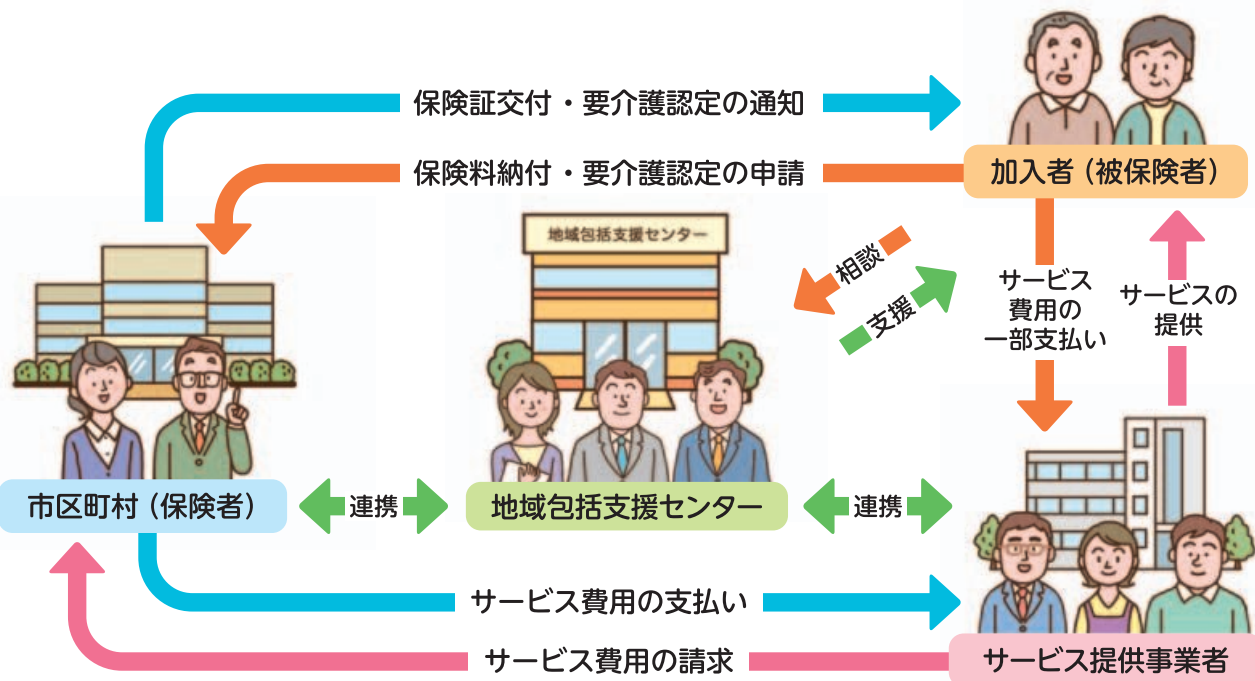 保険証交付・要介護認定の通知
保険料納付・要介護認定の申請
加入者（被保険者）
地域包括支援センター
相談
支援
サービス
費用の
一部支払い
サービスの
提供
市区町村（保険者）
連携
地域包括支援センター
連携
サービス費用の支払い
サービス費用の請求
サービス提供事業者